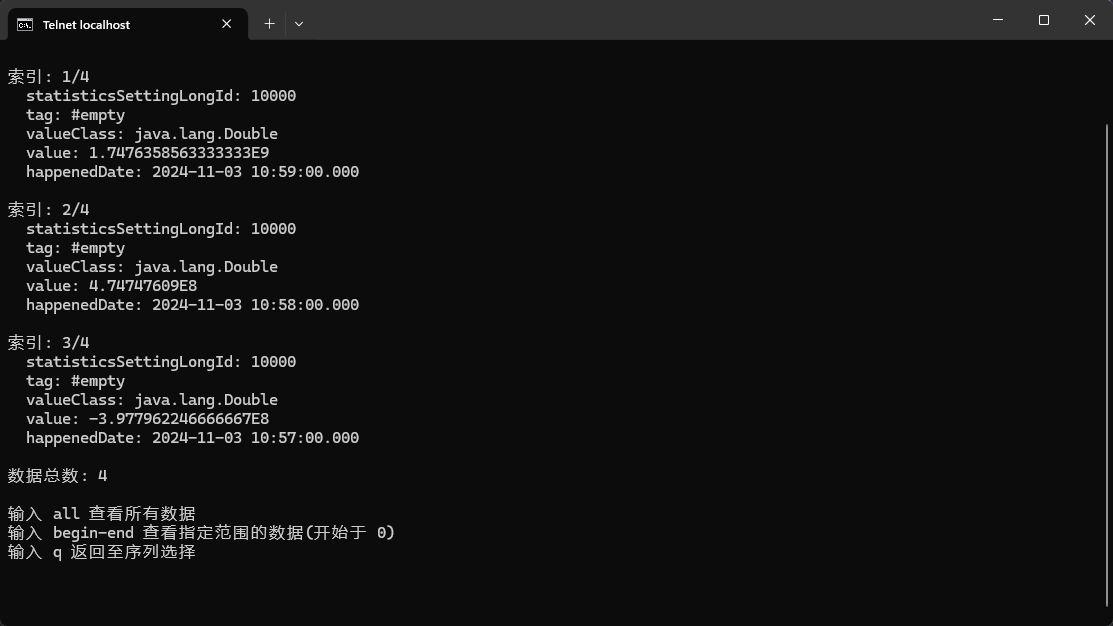 Telnet localhost
索引: 1/4
statisticsSettingLongId: 10000
tag: #empty
valueClass: java.lang.Double
value: 1.7476358563333333E9
happenedDate: 2024-11-03 10:59:00.000
索引: 2/4
statisticsSettingLongId: 10000
tag: #empty
valueClass: java.lang.Double
value: 4.74747609E8
happenedDate: 2024-11-03 10:58:00.000
索引: 3/4
statisticsSettingLongId: 10000
tag: #empty
valueClass: java.lang.Double
value: -3.977962246666667E8
happenedDate: 2024-11-03 10:57:00.000
数据总数: 4
输入 all 查看所有数据
输入 begin-end 查看指定范围的数据(开始于 0)
输入 q 返回至序列选择